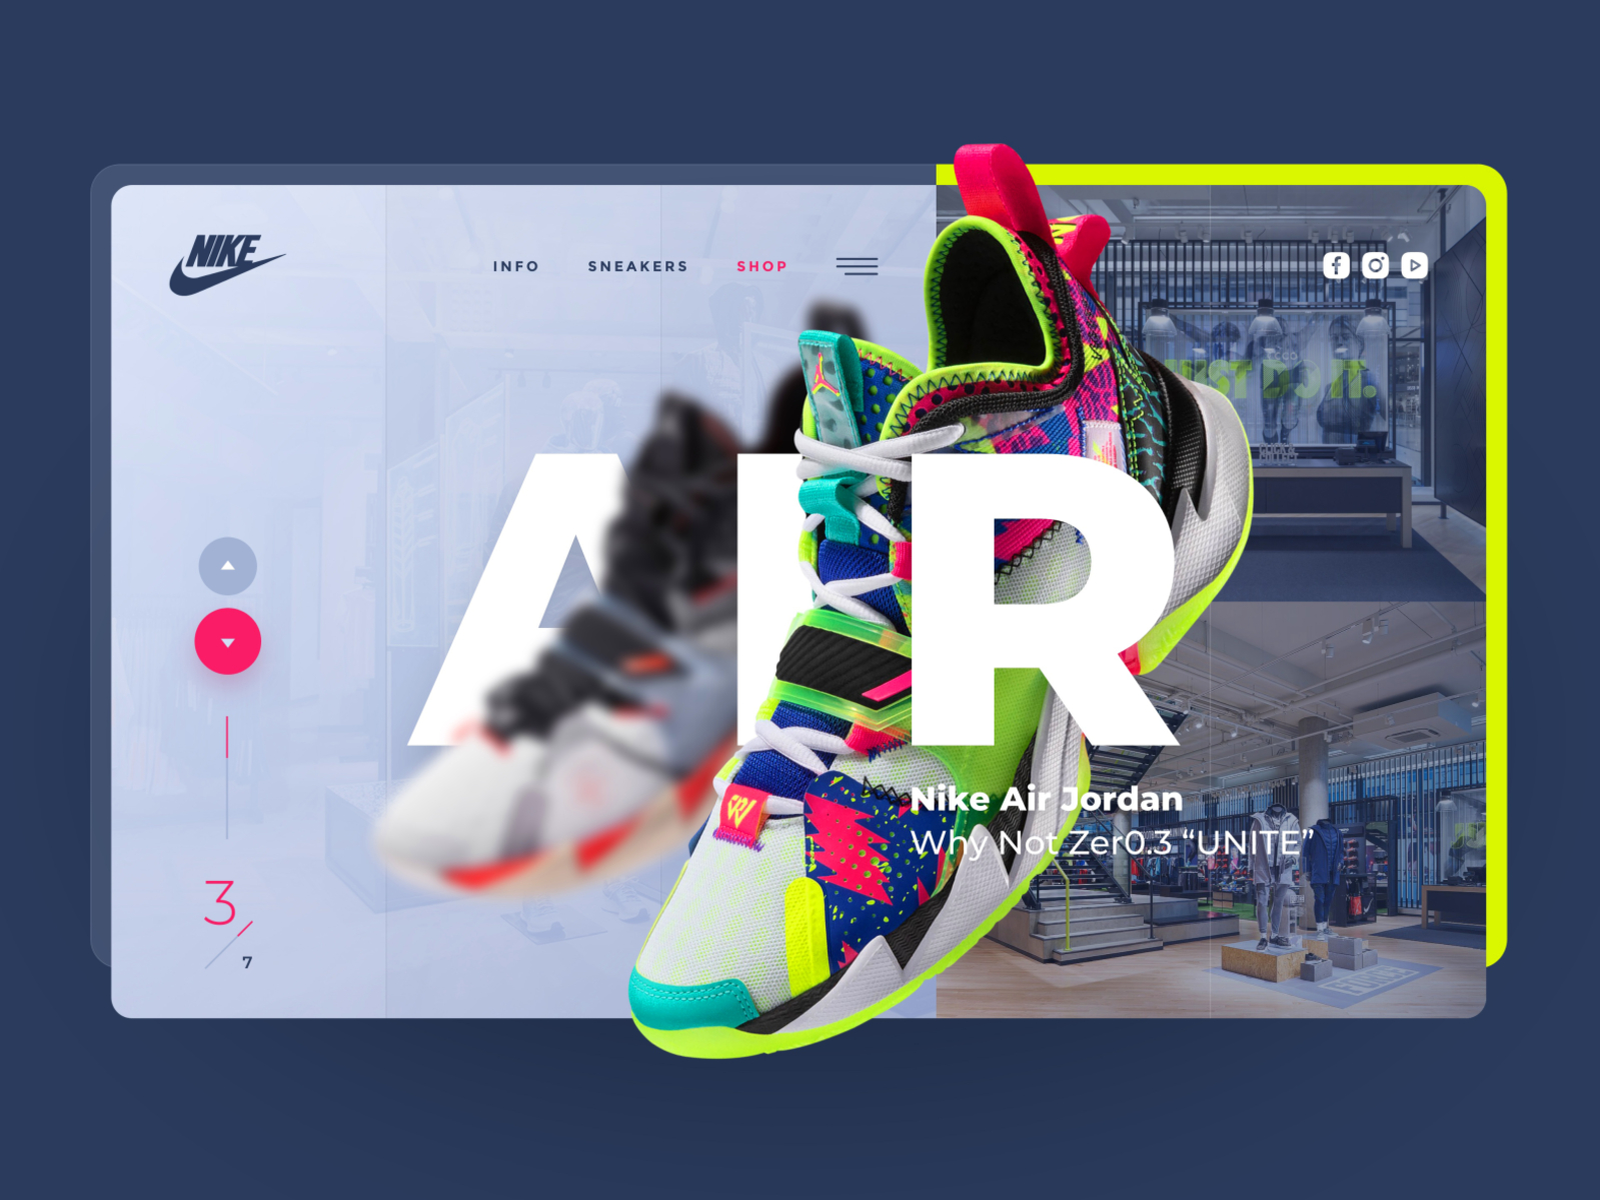 NIKE
INFO SNEAKERS SHOP
JUST DO IT.
AIR
Nike Air Jordan
Why Not Zer0.3 “UNITE”
3
7